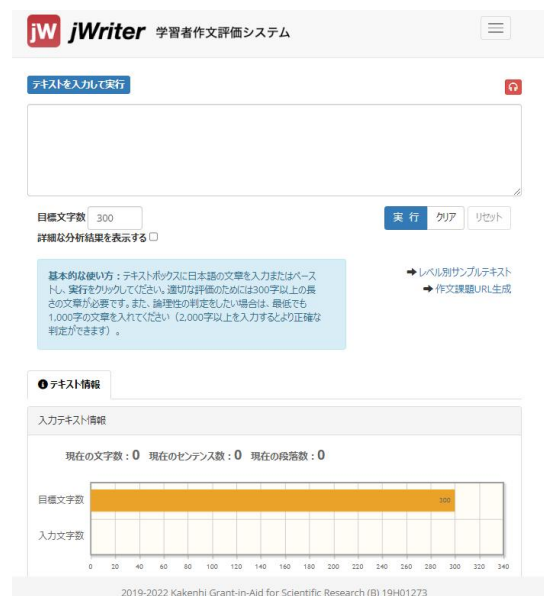 jW jWriter 学習者作文評価システム
テキストを入力して実行
目標文字数 300
実 行 クリア リセット
詳細な分析結果を表示する
基本的な使い方：テキストボックスに日本語の文章を入力またはペース
トし、実行をクリックしてください。適切な評価のためには300字以上の長
さの文章が必要です。また、論理性の判定をしたい場合は、最低でも
1,000字の文章を入れてください（2,000字以上を入力するとより正確な
判定ができます）。
➡レベル別サンプルテキスト
➡作文課題URL生成
テキスト情報
入力テキスト情報
現在の文字数：0 現在のセンテンス数：0 現在の段落数：0
目標文字数 300
入力文字数
0 20 40 60 80 100 120 140 160 180 200 220 240 260 280 300 320 340
2019-2022 Kakenhi Grant-in-Aid for Scientific Research (B) 19H01273